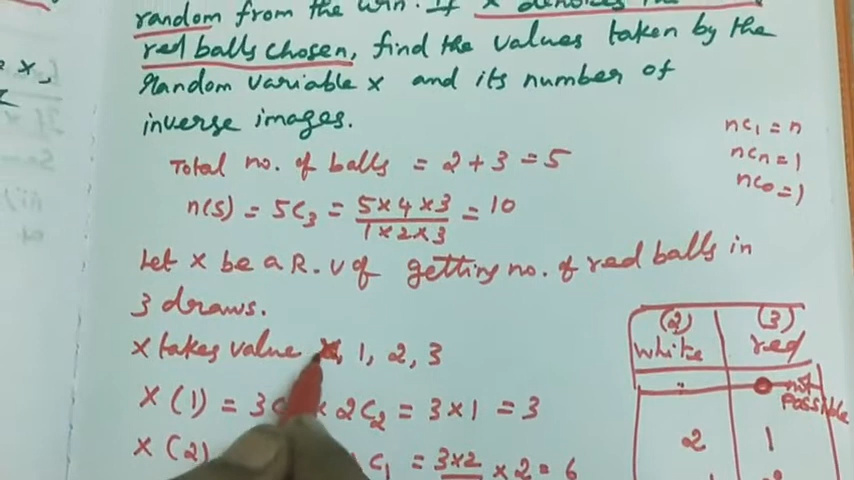 random from the urn. If X denotes the
red balls chosen, find the values taken by the
Random variable X and its number of
inverse images.
nC₁ = n
nCₙ = 1
nC₀ = 1
Total no. of balls = 2 + 3 = 5
n(S) = 5C₃ = 5×4×3 / 1×2×3 = 10
Let X be a R.V of getting no. of red balls in
3 draws.
X takes value , 1, 2, 3
X (1) = 3C × 2C₂ = 3×1 = 3
X (2) C₁ = 3×2 × 2 = 6
(2) (3)
white red
not
possible
2 1